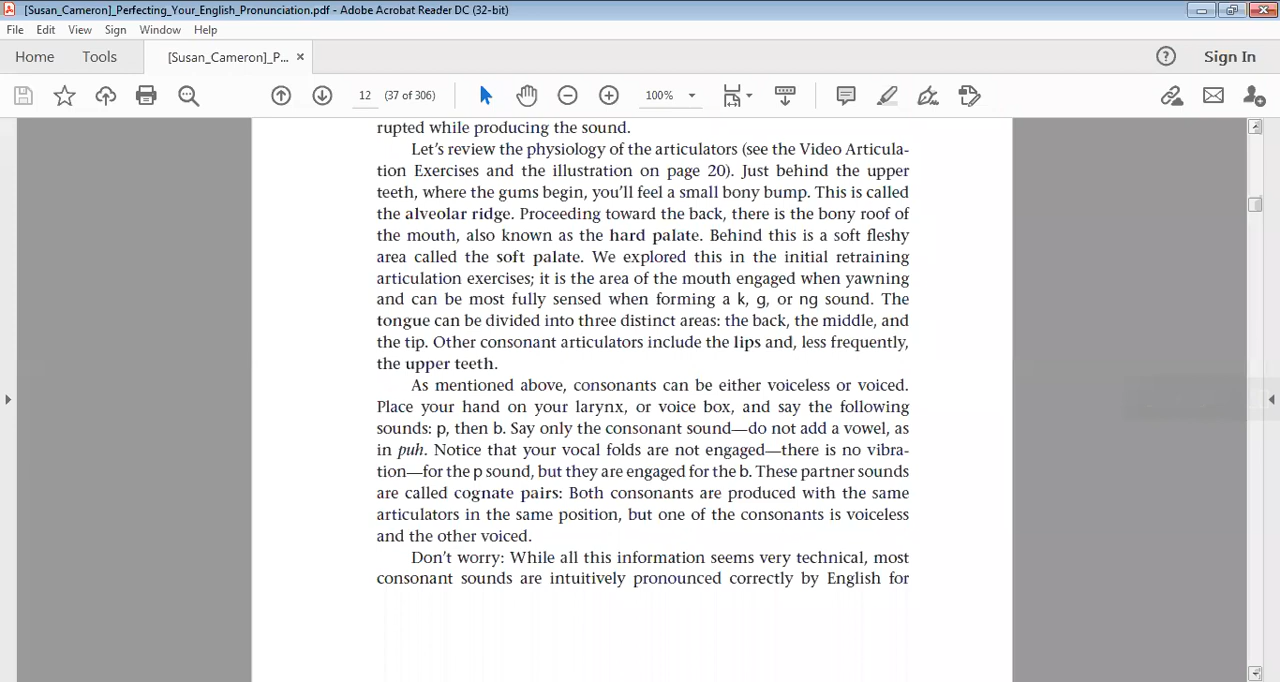 [Susan_Cameron]_Perfecting_Your_English_Pronunciation.pdf - Adobe Acrobat Reader DC (32-bit)
File Edit View Sign Window Help
Home Tools [Susan_Cameron]_P... × Sign In
12 (37 of 306) 100%
rupted while producing the sound.
Let’s review the physiology of the articulators (see the Video Articula-
tion Exercises and the illustration on page 20). Just behind the upper
teeth, where the gums begin, you’ll feel a small bony bump. This is called
the alveolar ridge. Proceeding toward the back, there is the bony roof of
the mouth, also known as the hard palate. Behind this is a soft fleshy
area called the soft palate. We explored this in the initial retraining
articulation exercises; it is the area of the mouth engaged when yawning
and can be most fully sensed when forming a k, g, or ng sound. The
tongue can be divided into three distinct areas: the back, the middle, and
the tip. Other consonant articulators include the lips and, less frequently,
the upper teeth.
As mentioned above, consonants can be either voiceless or voiced.
Place your hand on your larynx, or voice box, and say the following
sounds: p, then b. Say only the consonant sound—do not add a vowel, as
in puh. Notice that your vocal folds are not engaged—there is no vibra-
tion—for the p sound, but they are engaged for the b. These partner sounds
are called cognate pairs: Both consonants are produced with the same
articulators in the same position, but one of the consonants is voiceless
and the other voiced.
Don’t worry: While all this information seems very technical, most
consonant sounds are intuitively pronounced correctly by English for